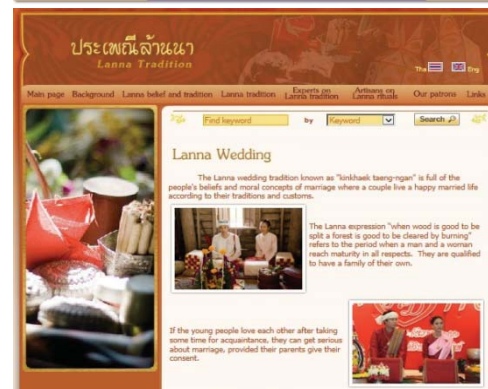 ประเพณีล้านนา
Lanna Tradition
Thai Eng
Main page Background Lanna belief and tradition Lanna tradition Experts on Lanna tradition Artisans on Lanna rituals Our patrons Links
Find keyword by Keyword Search
Lanna Wedding
The Lanna wedding tradition known as "kinkhaek taeng-ngan" is full of the
people's beliefs and moral concepts of marriage where a couple live a happy married life
according to their traditions and customs.
The Lanna expression "when wood is good to be
split a forest is good to be cleared by burning"
refers to the period when a man and a woman
reach maturity in all respects. They are qualified
to have a family of their own.
If the young people love each other after taking
some time for acquaintance, they can get serious
about marriage, provided their parents give their
consent.